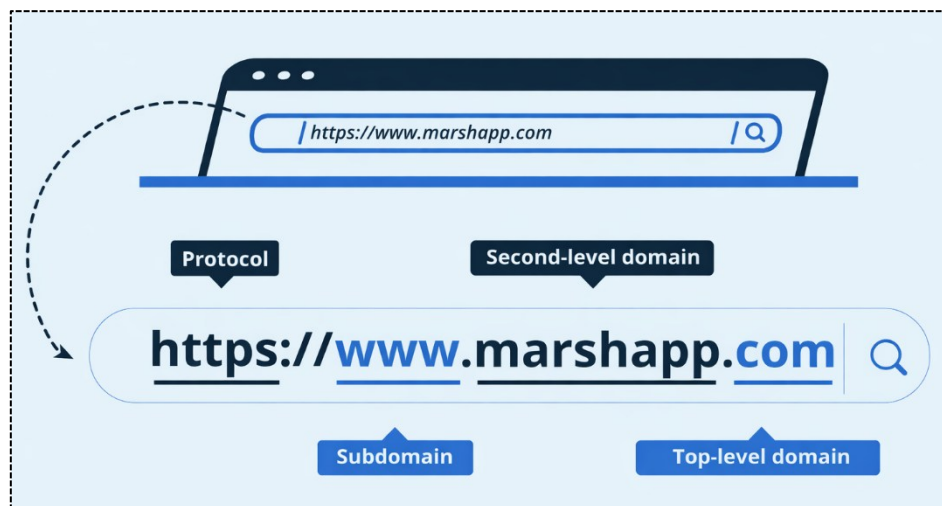 https://www.marshapp.com
Protocol
Second-level domain
https://www.marshapp.com
Subdomain
Top-level domain